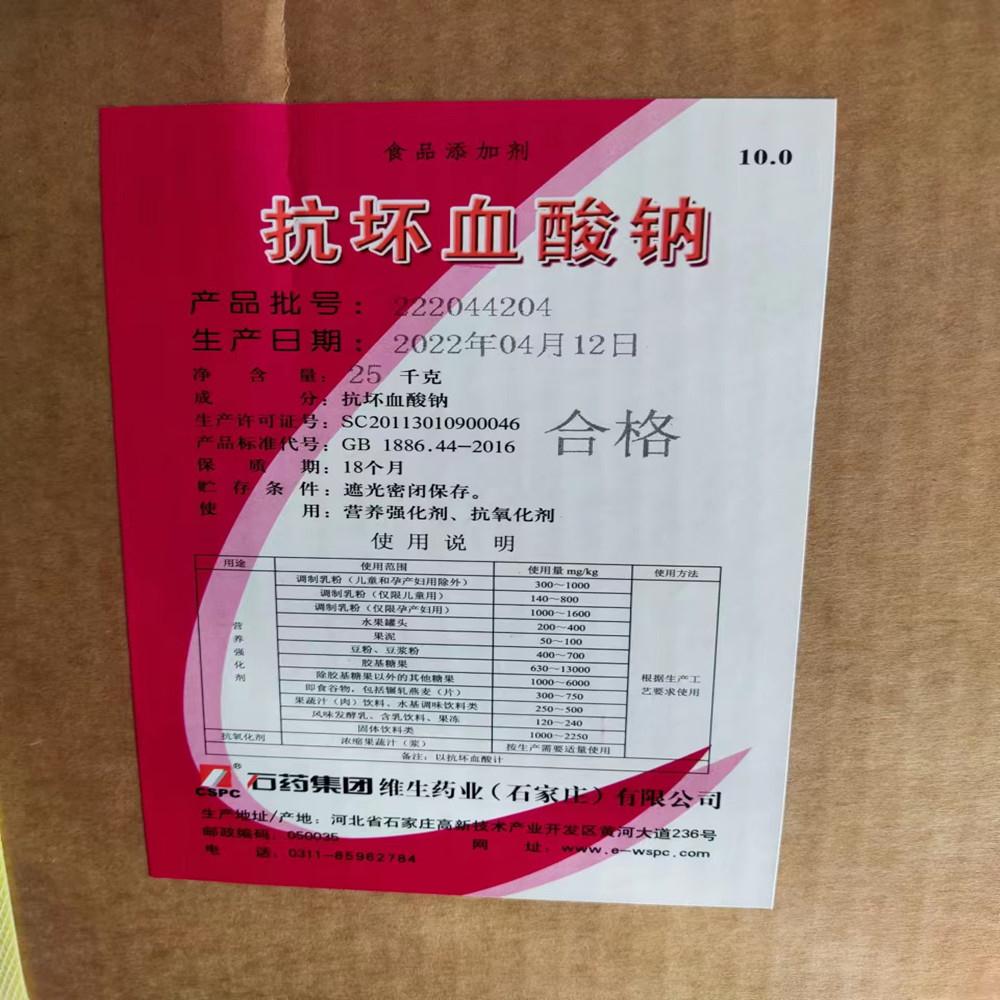 食品添加剂
10.0
抗坏血酸钠
产品批号: 222044204
生产日期: 2022年04月12日
净含量: 25 千克
成分: 抗坏血酸钠
生产许可证号: SC20113010900046
合格
产品标准代号: GB 1886.44-2016
保质期: 18个月
贮存条件: 遮光密闭保存。
使用: 营养强化剂、抗氧化剂
使用说明
用途 使用范围 使用量 mg/kg 使用方法
营养强化剂 调制乳粉(儿童和孕产妇用除外) 300~1000
调制乳粉(仅限儿童用) 140~800
调制乳粉(仅限孕产妇用) 1000~1600
水果罐头 200~400
果泥 50~100
豆粉、豆浆粉 400~700
胶基糖果 630~13000
除胶基糖果以外的其他糖果 1000~6000
即食谷物,包括辗轧燕麦(片) 300~750
果蔬汁(肉)饮料、水基调味饮料类 250~500
风味发酵乳、含乳饮料、果冻 120~240
固体饮料类 1000~2250
抗氧化剂 浓缩果蔬汁(浆) 按生产需要适量使用
根据生产工
艺要求使用
备注: 以抗坏血酸计
CSPC ® 石药集团 维生药业(石家庄)有限公司
生产地址/产地: 河北省石家庄高新技术产业开发区黄河大道236号
邮政编码: 050035 网址: www.e-wspc.com
电话: 0311-85982784